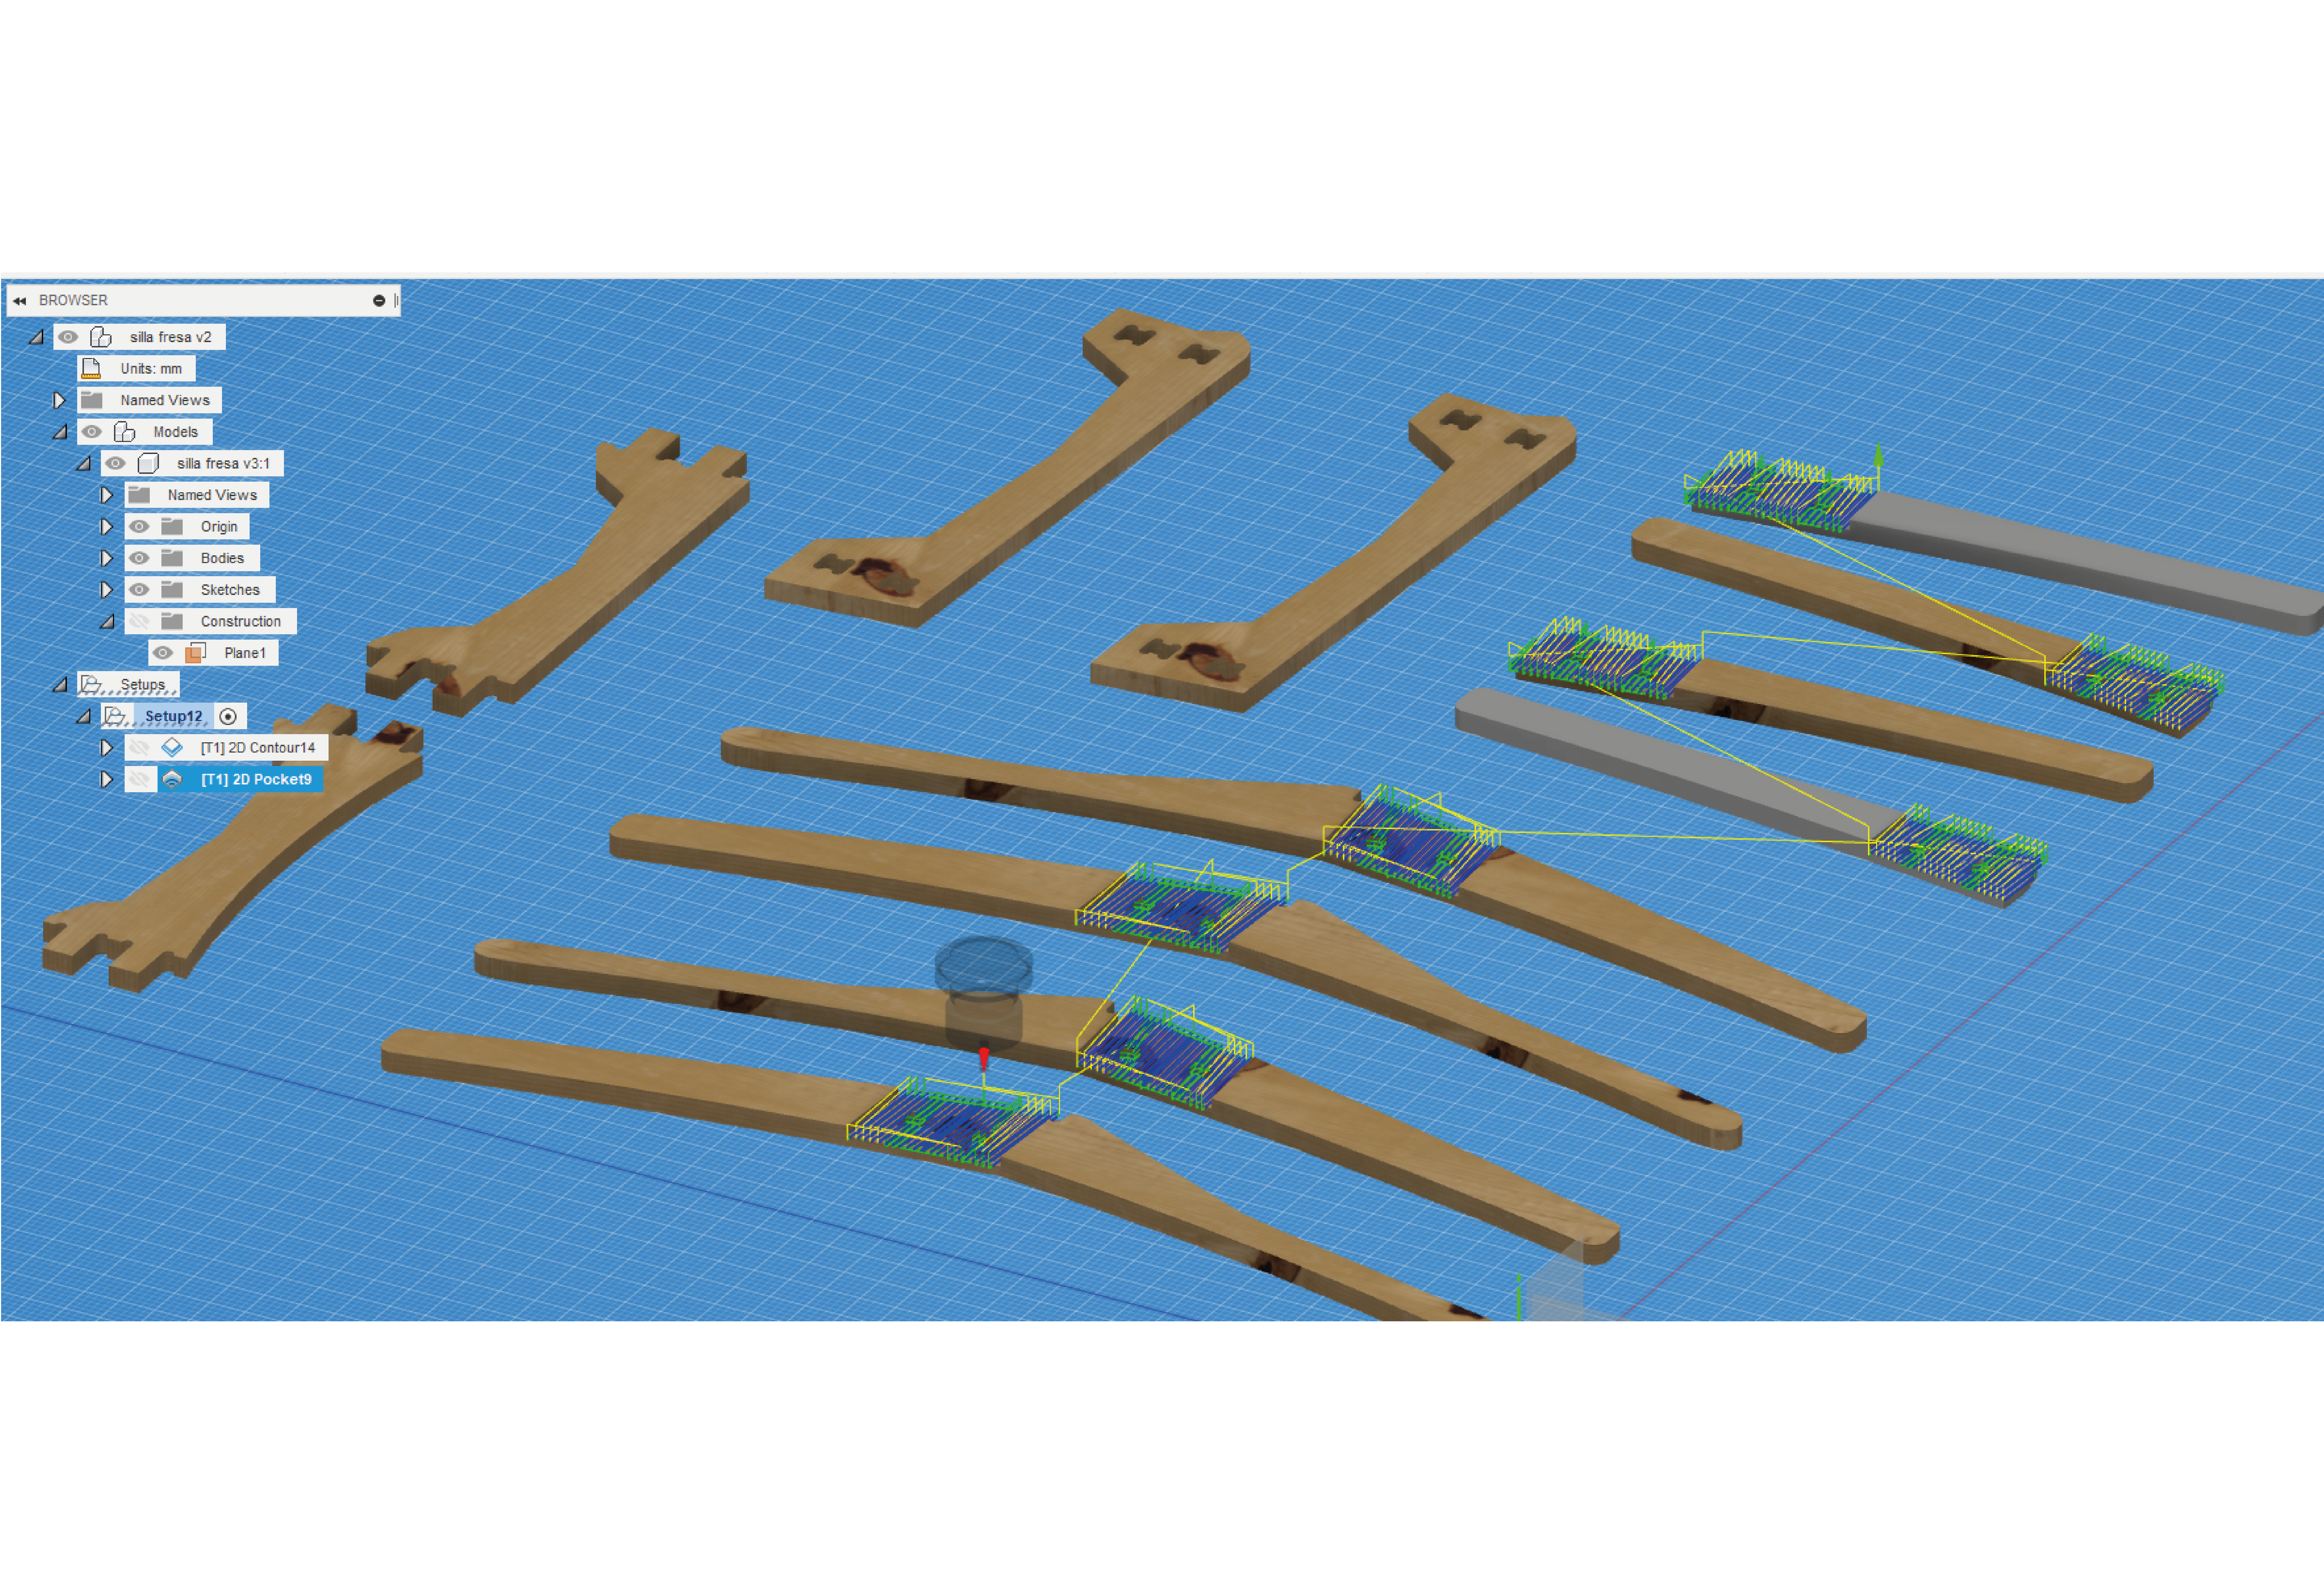 BROWSER
silla fresa v2
Units: mm
Named Views
Models
silla fresa v3:1
Named Views
Origin
Bodies
Sketches
Construction
Plane1
Setups
Setup12
[T1] 2D Contour14
[T1] 2D Pocket9